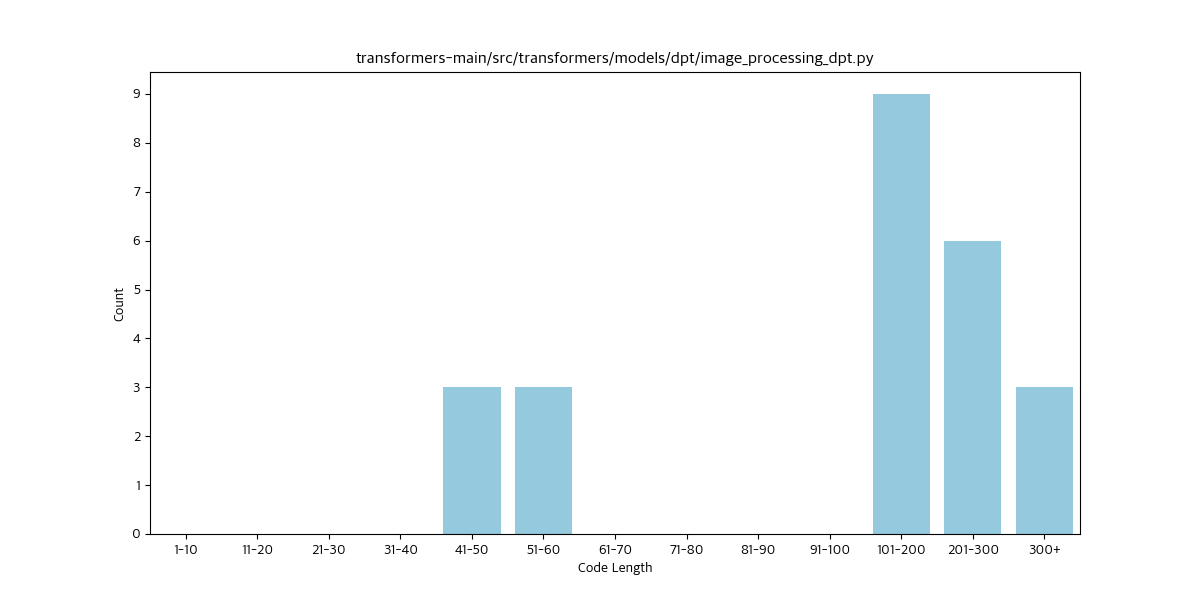 transformers-main/src/transformers/models/dpt/image_processing_dpt.py
Count
9
8
7
6
5
4
3
2
1
0
1-10 11-20 21-30 31-40 41-50 51-60 61-70 71-80 81-90 91-100 101-200 201-300 300+
Code Length